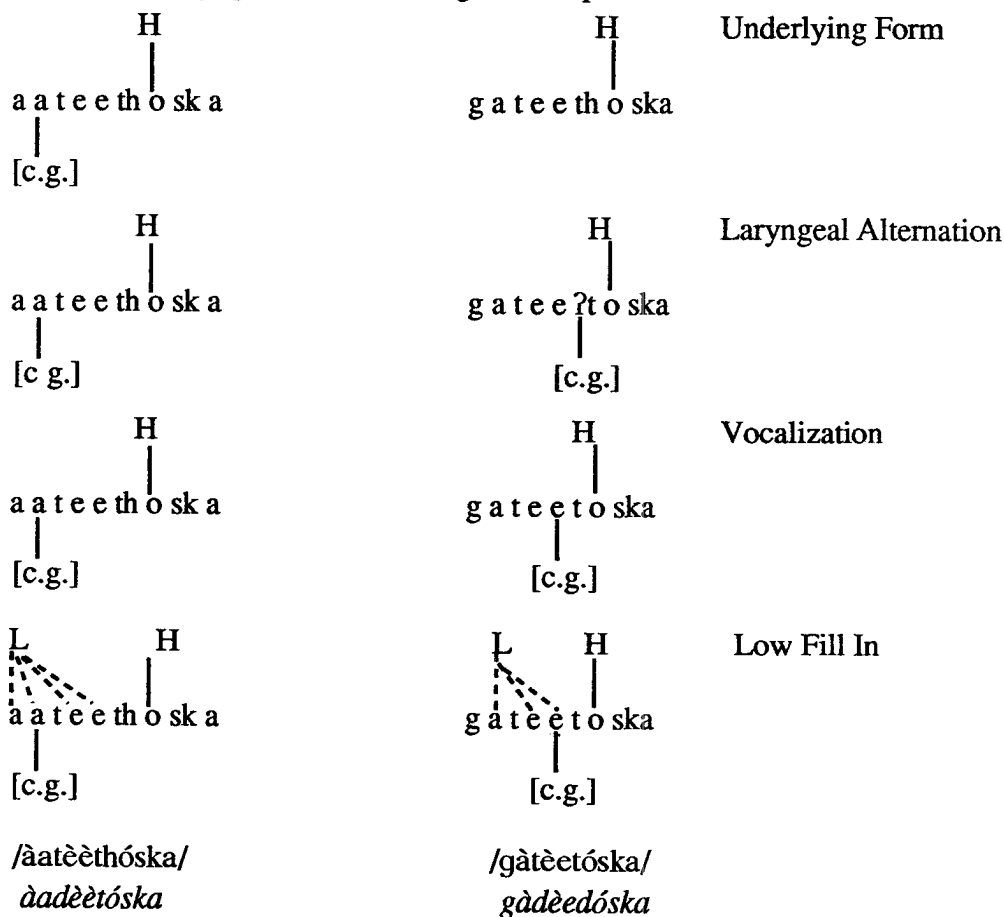 H H Underlying Form
a a t e e th o sk a g a t e e th o ska
[c.g.]
H H Laryngeal Alternation
a a t e e th o sk a g a t e e ?t o ska
[c g.] [c.g.]
H H Vocalization
a a t e e th o sk a g a t e e t o ska
[c.g.] [c.g.]
L H L H Low Fill In
a a t e e th o sk a g a t e e t o ska
[c.g.] [c.g.]
/àatèèthóska/ /gàtèetóska/
àadèètóska gàdèedóska